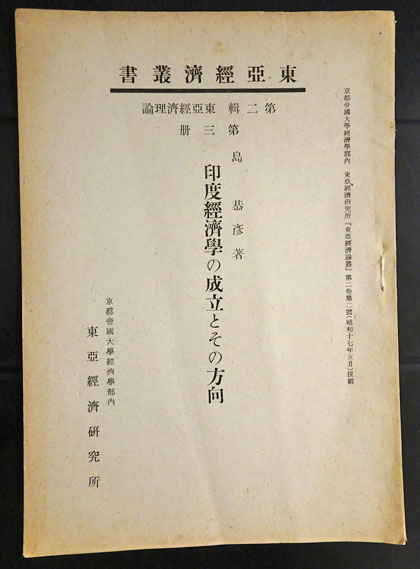 東亞經濟叢書
第二輯 東亞經濟理論
第三册
京都帝國大學經濟學部內 東亞經濟硏究所『東亞經濟論叢』第二卷第二號(昭和十七年五月)拔刷
島恭彦著
印度經濟學の成立とその方向
京都帝國大學經濟學部內
東亞經濟硏究所